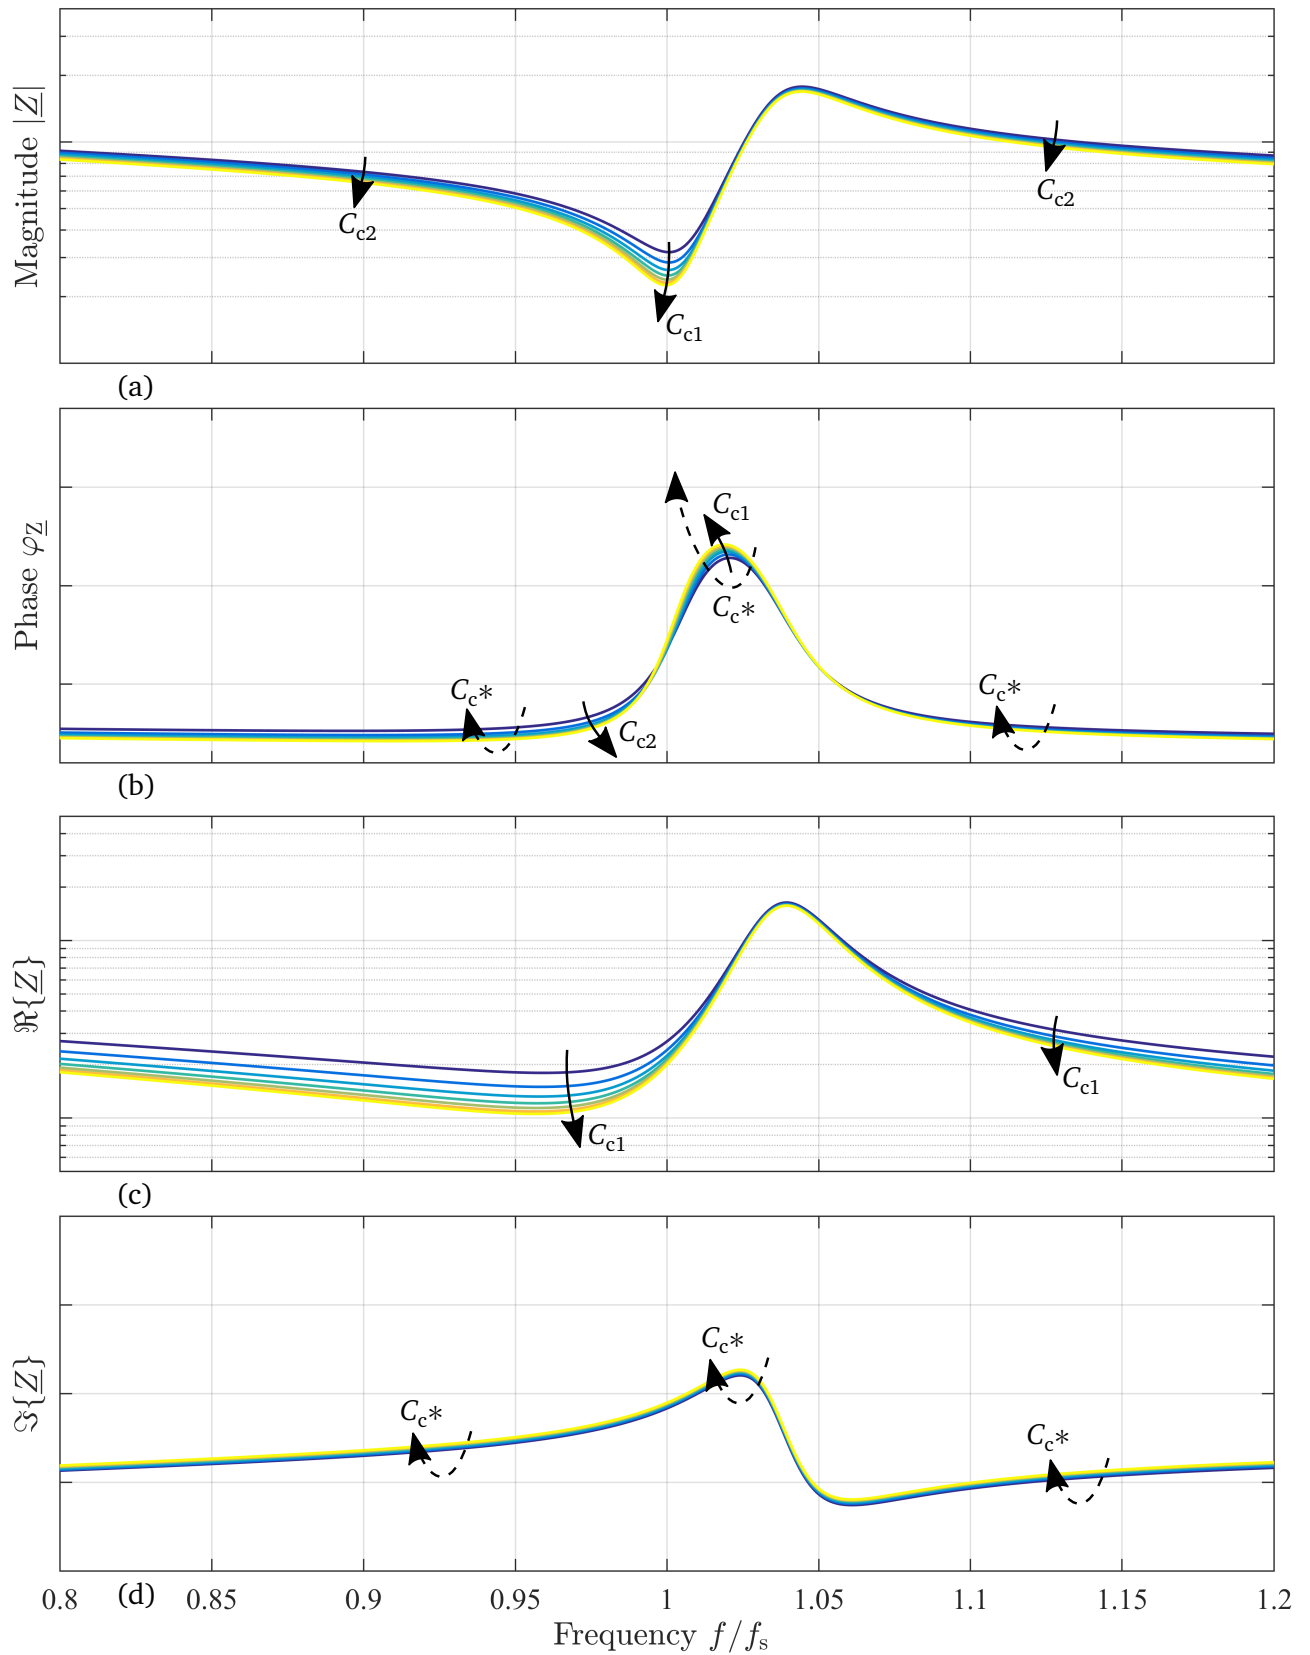 Magnitude |Z|
C_c2
C_c2
C_c1
(a)
Phase φ_Z
C_c1
C_c*
C_c*
C_c*
C_c2
(b)
ℜ{Z}
C_c1
C_c1
(c)
ℑ{Z}
C_c*
C_c*
C_c*
(d)
0.8 0.85 0.9 0.95 1 1.05 1.1 1.15 1.2
Frequency f/f_s